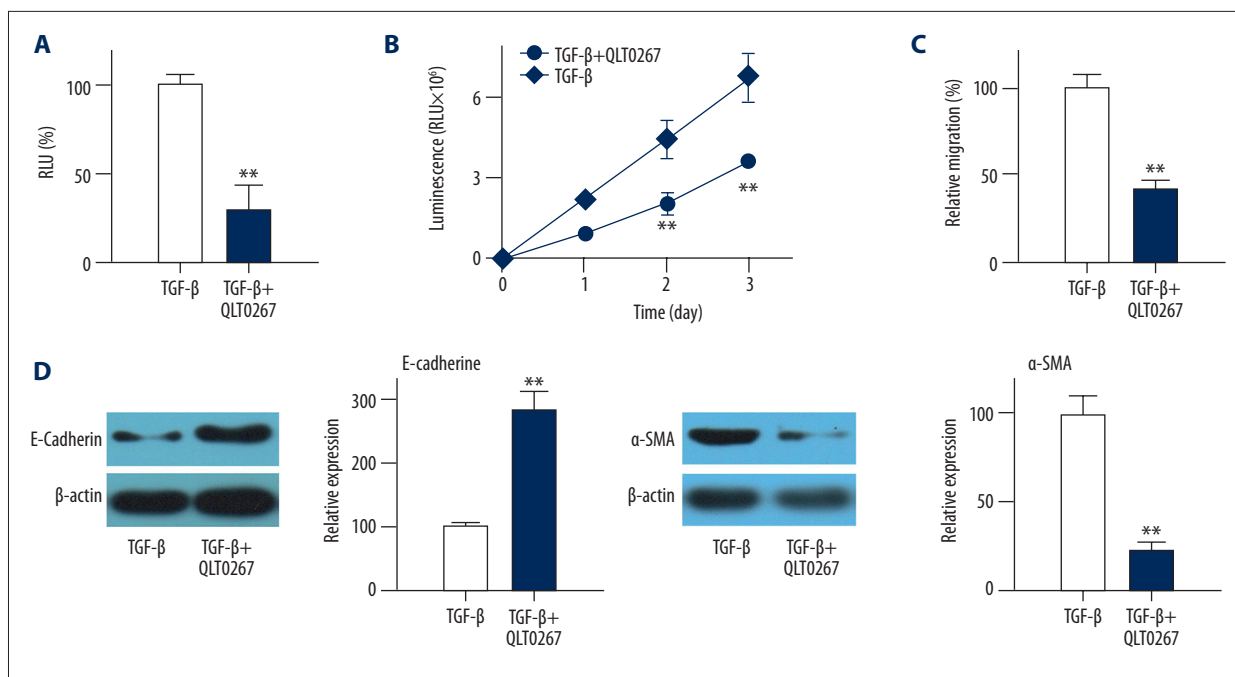 A
RLU (%)
100
50
0
**
TGF-β
TGF-β+
QLT0267
B
TGF-β+QLT0267
TGF-β
Luminescence (RLU×10⁶)
6
3
0
**
**
0 1 2 3
Time (day)
C
Relative migration (%)
100
50
0
**
TGF-β
TGF-β+
QLT0267
D
E-Cadherin
β-actin
TGF-β
TGF-β+
QLT0267
E-cadherine
Relative expression
300
200
100
0
**
TGF-β
TGF-β+
QLT0267
α-SMA
β-actin
TGF-β
TGF-β+
QLT0267
α-SMA
Relative expression
100
50
0
**
TGF-β
TGF-β+
QLT0267